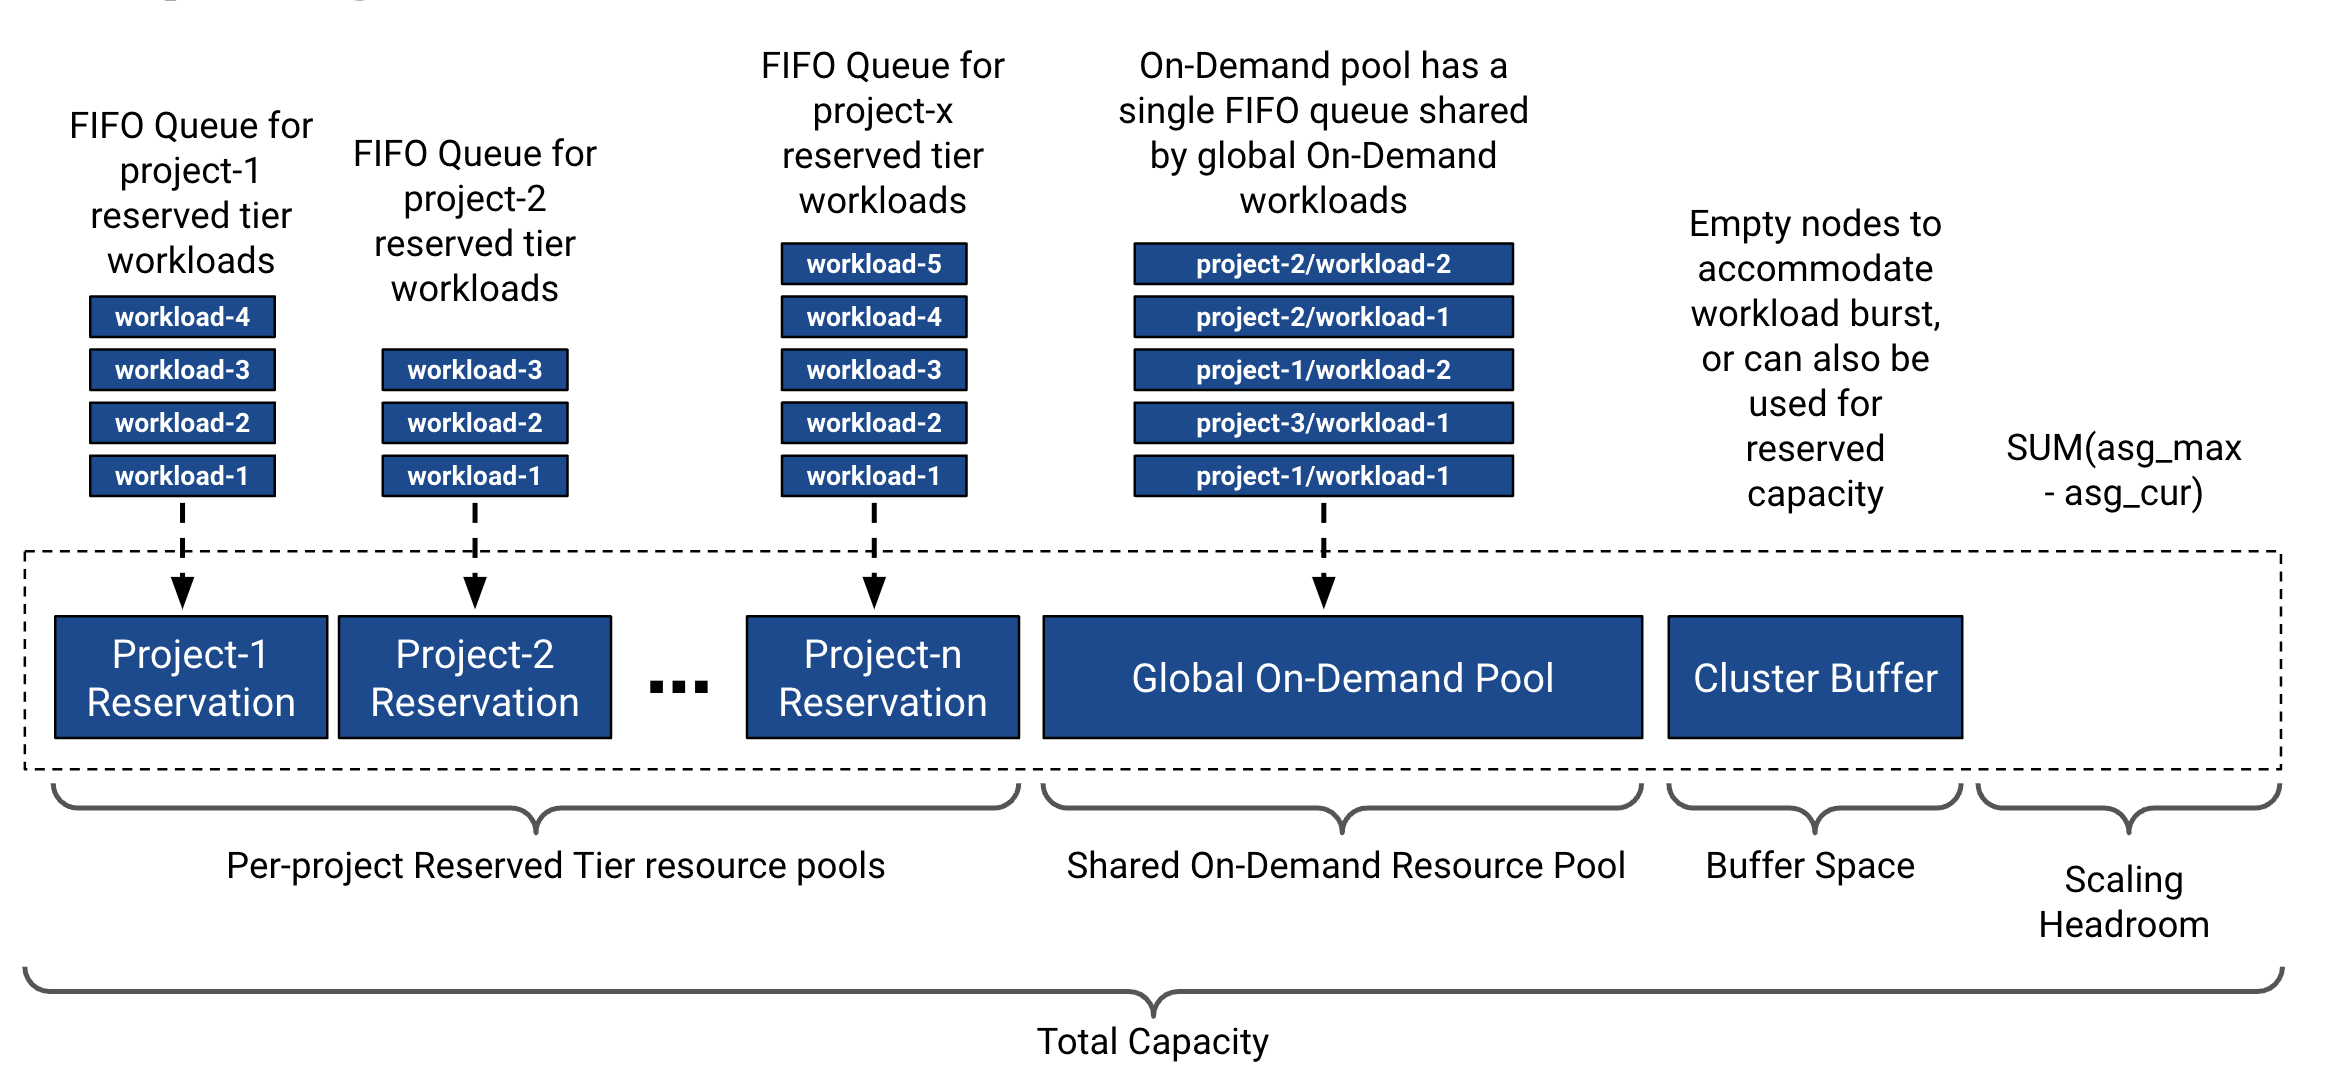 FIFO Queue for
project-1
reserved tier
workloads
workload-4
workload-3
workload-2
workload-1
FIFO Queue for
project-2
reserved tier
workloads
workload-3
workload-2
workload-1
FIFO Queue for
project-x
reserved tier
workloads
workload-5
workload-4
workload-3
workload-2
workload-1
On-Demand pool has a
single FIFO queue shared
by global On-Demand
workloads
project-2/workload-2
project-2/workload-1
project-1/workload-2
project-3/workload-1
project-1/workload-1
Empty nodes to
accommodate
workload burst,
or can also be
used for
reserved
capacity
SUM(asg_max
- asg_cur)
Project-1
Reservation
Project-2
Reservation
...
Project-n
Reservation
Global On-Demand Pool
Cluster Buffer
Per-project Reserved Tier resource pools
Shared On-Demand Resource Pool
Buffer Space
Scaling
Headroom
Total Capacity